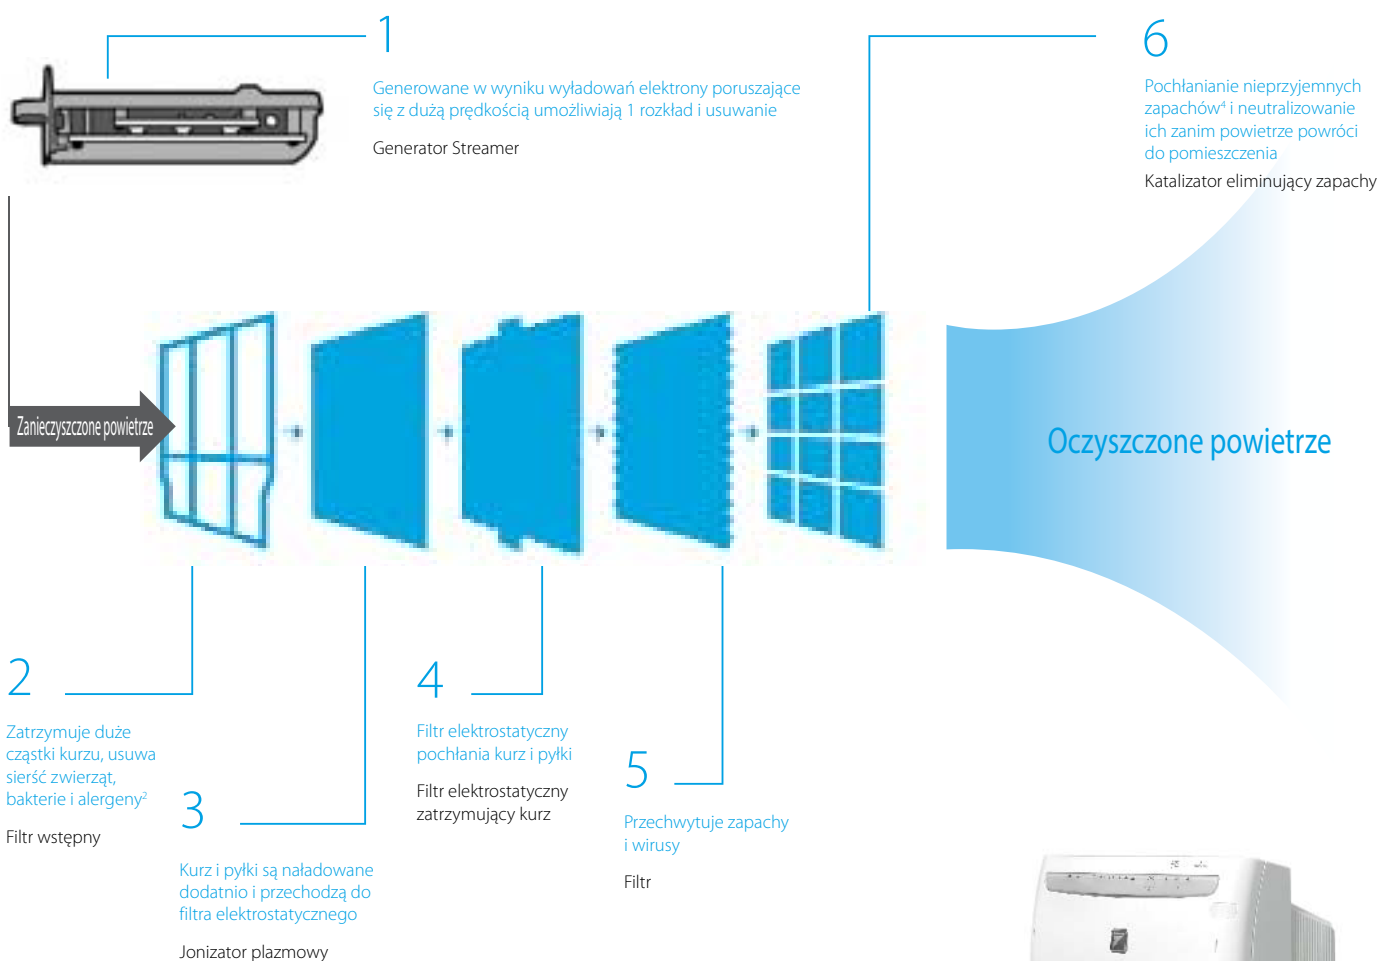 1
Generowane w wyniku wyładowań elektrony poruszające
się z dużą prędkością umożliwiają 1 rozkład i usuwanie
Generator Streamer
6
Pochłanianie nieprzyjemnych
zapachów⁴ i neutralizowanie
ich zanim powietrze powróci
do pomieszczenia
Katalizator eliminujący zapachy
Zanieczyszczone powietrze
Oczyszczone powietrze
2
Zatrzymuje duże
cząstki kurzu, usuwa
sierść zwierząt,
bakterie i alergeny²
Filtr wstępny
3
Kurz i pyłki są naładowane
dodatnio i przechodzą do
filtra elektrostatycznego
Jonizator plazmowy
4
Filtr elektrostatyczny
pochłania kurz i pyłki
Filtr elektrostatyczny
zatrzymujący kurz
5
Przechwytuje zapachy
i wirusy
Filtr